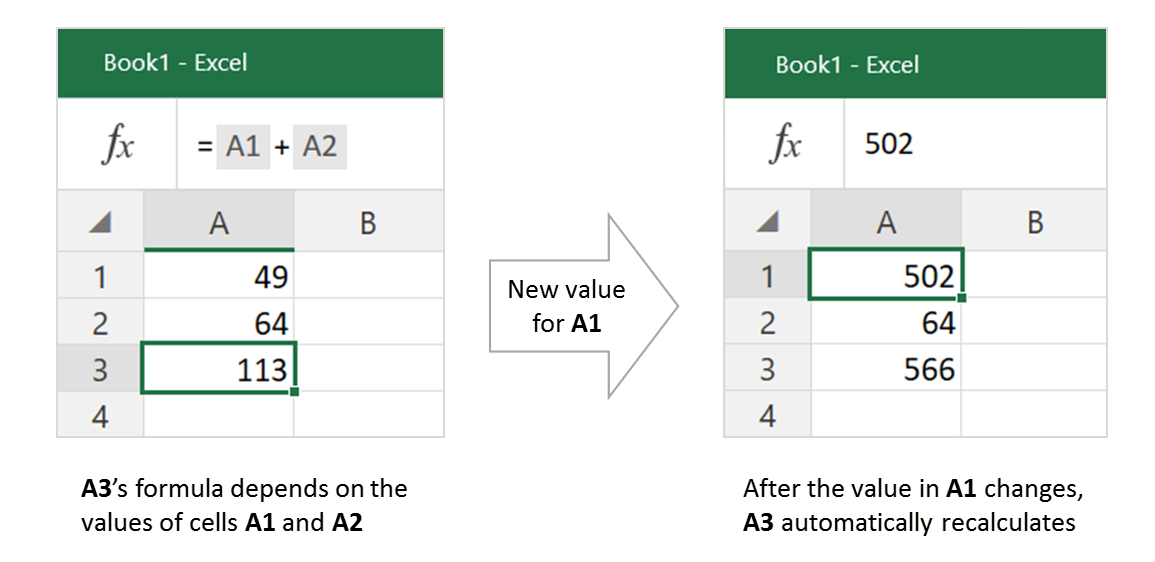 Book1 - Excel
fx = A1 + A2
A B
1 49
2 64
3 113
4
A3's formula depends on the
values of cells A1 and A2
New value
for A1
Book1 - Excel
fx 502
A B
1 502
2 64
3 566
4
After the value in A1 changes,
A3 automatically recalculates